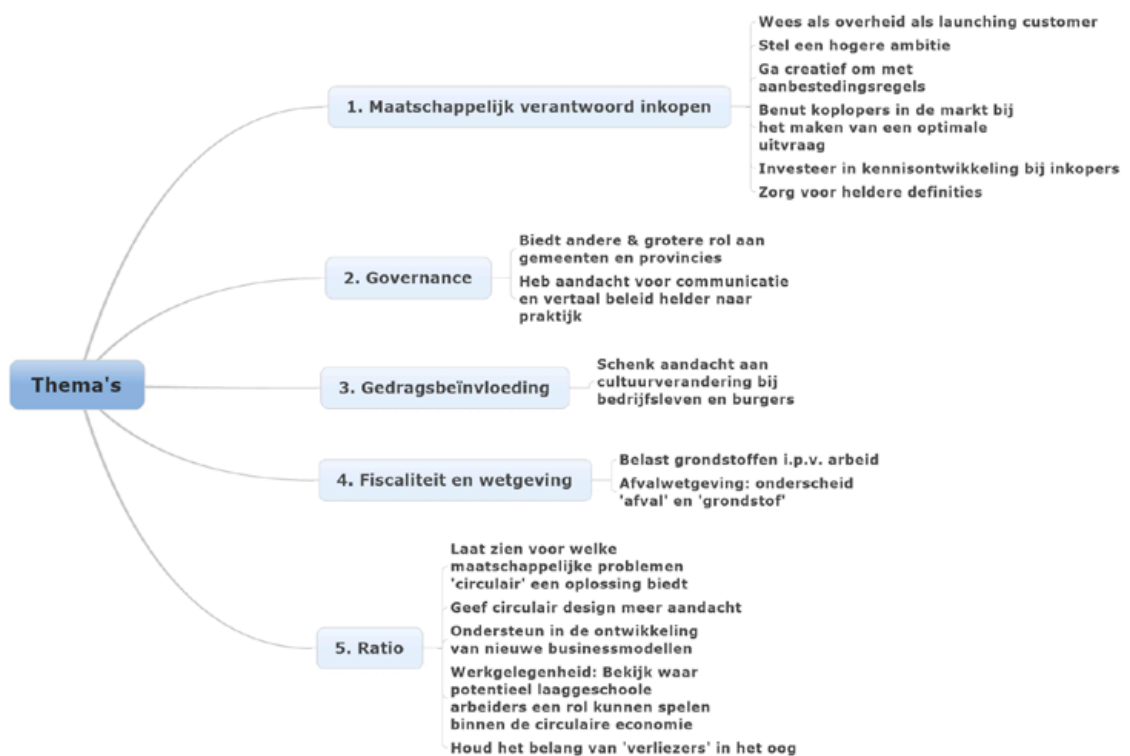 Thema's
1. Maatschappelijk verantwoord inkopen
Wees als overheid als launching customer
Stel een hogere ambitie
Ga creatief om met
aanbestedingsregels
Benut koplopers in de markt bij
het maken van een optimale
uitvraag
Investeer in kennisontwikkeling bij inkopers
Zorg voor heldere definities
2. Governance
Biedt andere & grotere rol aan
gemeenten en provincies
Heb aandacht voor communicatie
en vertaal beleid helder naar
praktijk
3. Gedragsbeïnvloeding
Schenk aandacht aan
cultuurverandering bij
bedrijfsleven en burgers
4. Fiscaliteit en wetgeving
Belast grondstoffen i.p.v. arbeid
Afvalwetgeving: onderscheid
'afval' en 'grondstof'
5. Ratio
Laat zien voor welke
maatschappelijke problemen
'circulair' een oplossing biedt
Geef circulair design meer aandacht
Ondersteun in de ontwikkeling
van nieuwe businessmodellen
Werkgelegenheid: Bekijk waar
potentieel laaggeschoole
arbeiders een rol kunnen spelen
binnen de circulaire economie
Houd het belang van 'verliezers' in het oog